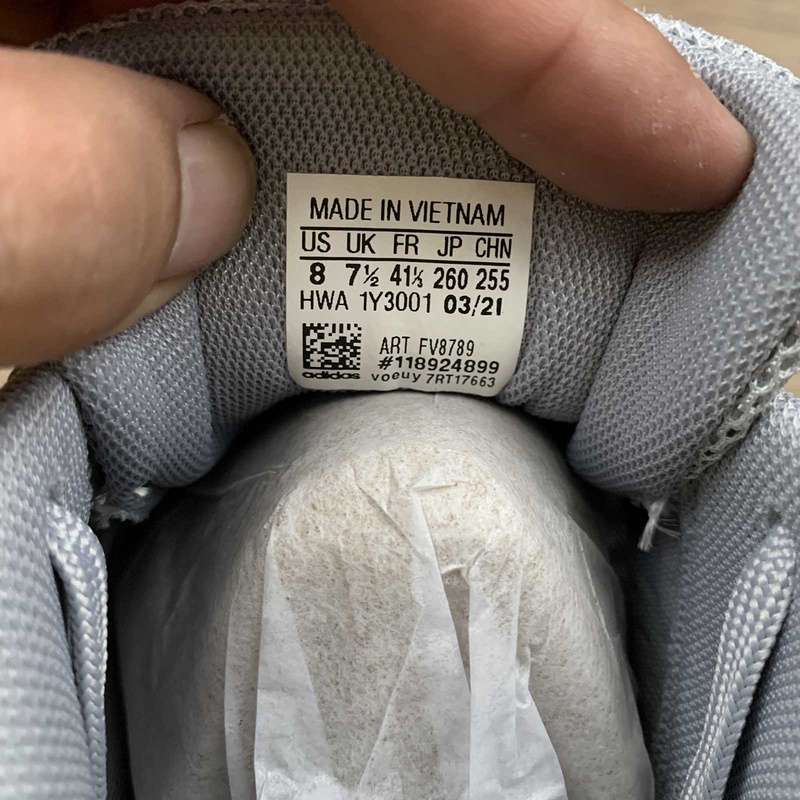 MADE IN VIETNAM
US UK FR JP CHN
8 7½ 41⅓ 260 255
HWA 1Y3001 03/21
ART FV8789
#118924899
adidas voeuy 7RT17663